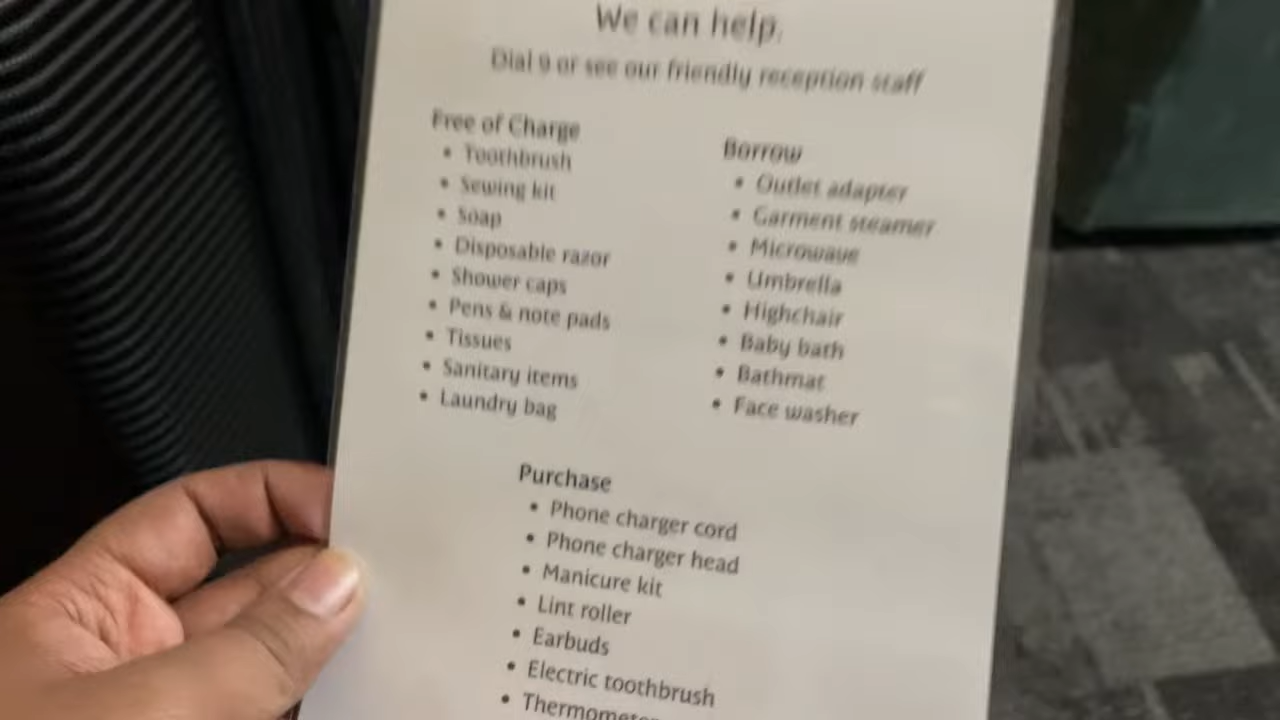 We can help.
Dial 9 or see our friendly reception staff
Free of Charge
• Toothbrush
• Sewing kit
• Soap
• Disposable razor
• Shower caps
• Pens & note pads
• Tissues
• Sanitary items
• Laundry bag
Borrow
• Outlet adapter
• Garment steamer
• Microwave
• Umbrella
• Highchair
• Baby bath
• Bathmat
• Face washer
Purchase
• Phone charger cord
• Phone charger head
• Manicure kit
• Lint roller
• Earbuds
• Electric toothbrush
• Thermometer